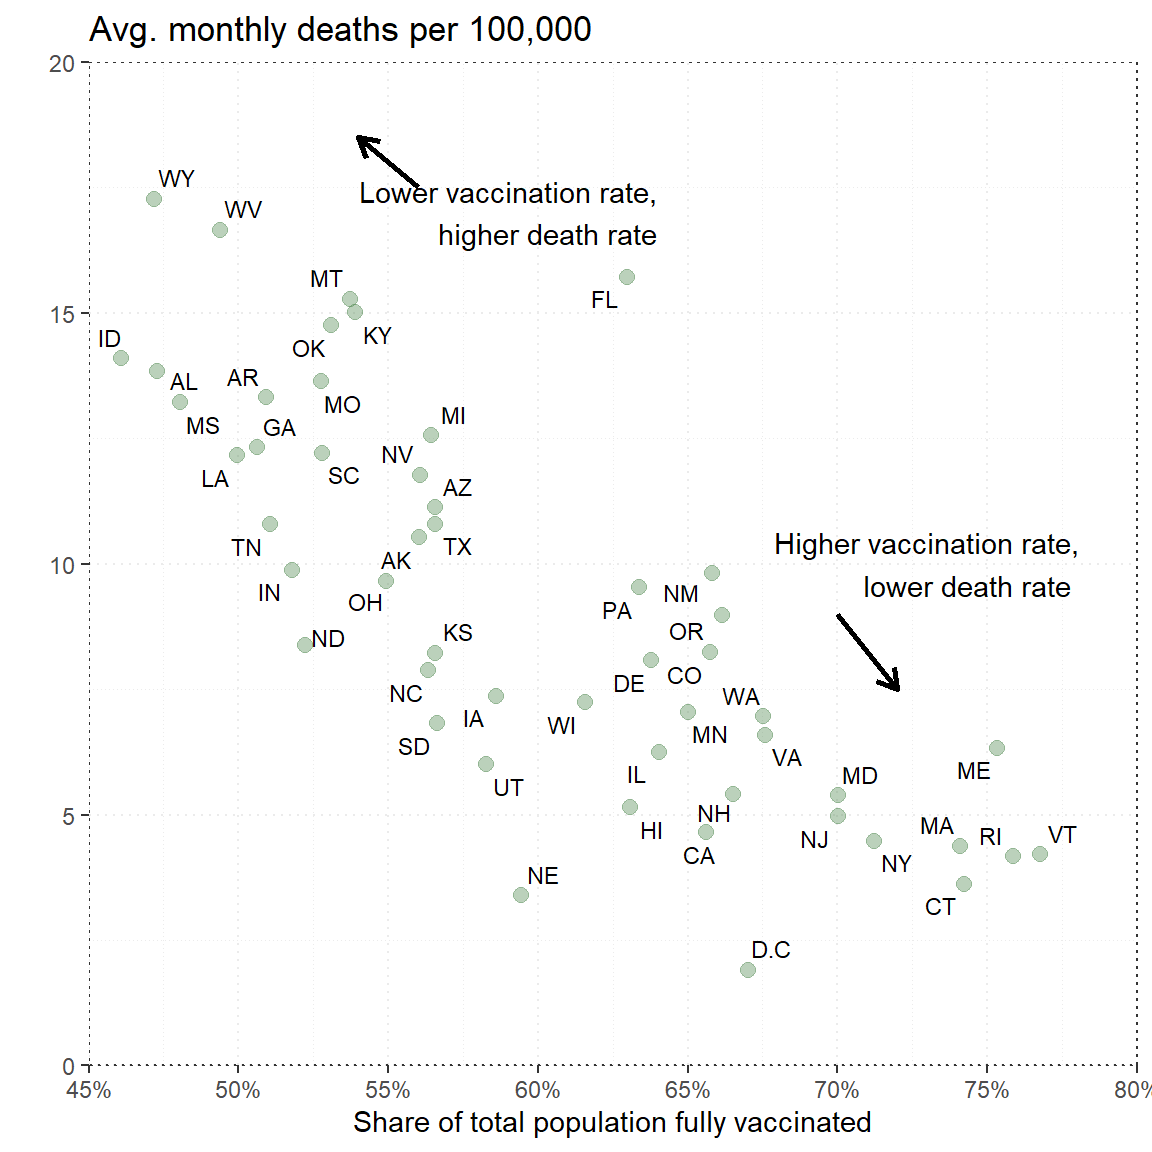 Avg. monthly deaths per 100,000
20
WY
Lower vaccination rate,
WV
higher death rate
MT
FL
15
KY
ID
OK
AL
AR
MO
MS
GA
MI
NV
LA
SC
AZ
Higher vaccination rate,
TN
TX
10
AK
lower death rate
IN
OH
PA
NM
ND
KS
OR
NC
DE
CO
WA
IA
WI
MN
SD
VA
IL
ME
UT
MD
5
HI
NH
NJ
MA
RI
VT
CA
NY
NE
CT
D.C
0
45%
50%
55%
60%
65%
70%
75%
80%
Share of total population fully vaccinated